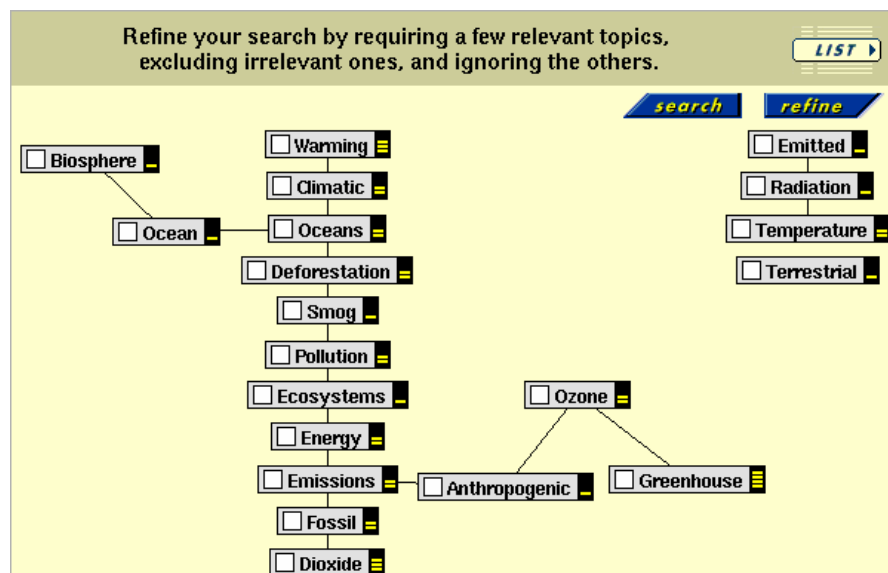 Refine your search by requiring a few relevant topics,
excluding irrelevant ones, and ignoring the others.
LIST
search
refine
Warming
Emitted
Biosphere
Climatic
Radiation
Ocean
Oceans
Temperature
Deforestation
Terrestrial
Smog
Pollution
Ecosystems
Ozone
Energy
Emissions
Anthropogenic
Greenhouse
Fossil
Dioxide